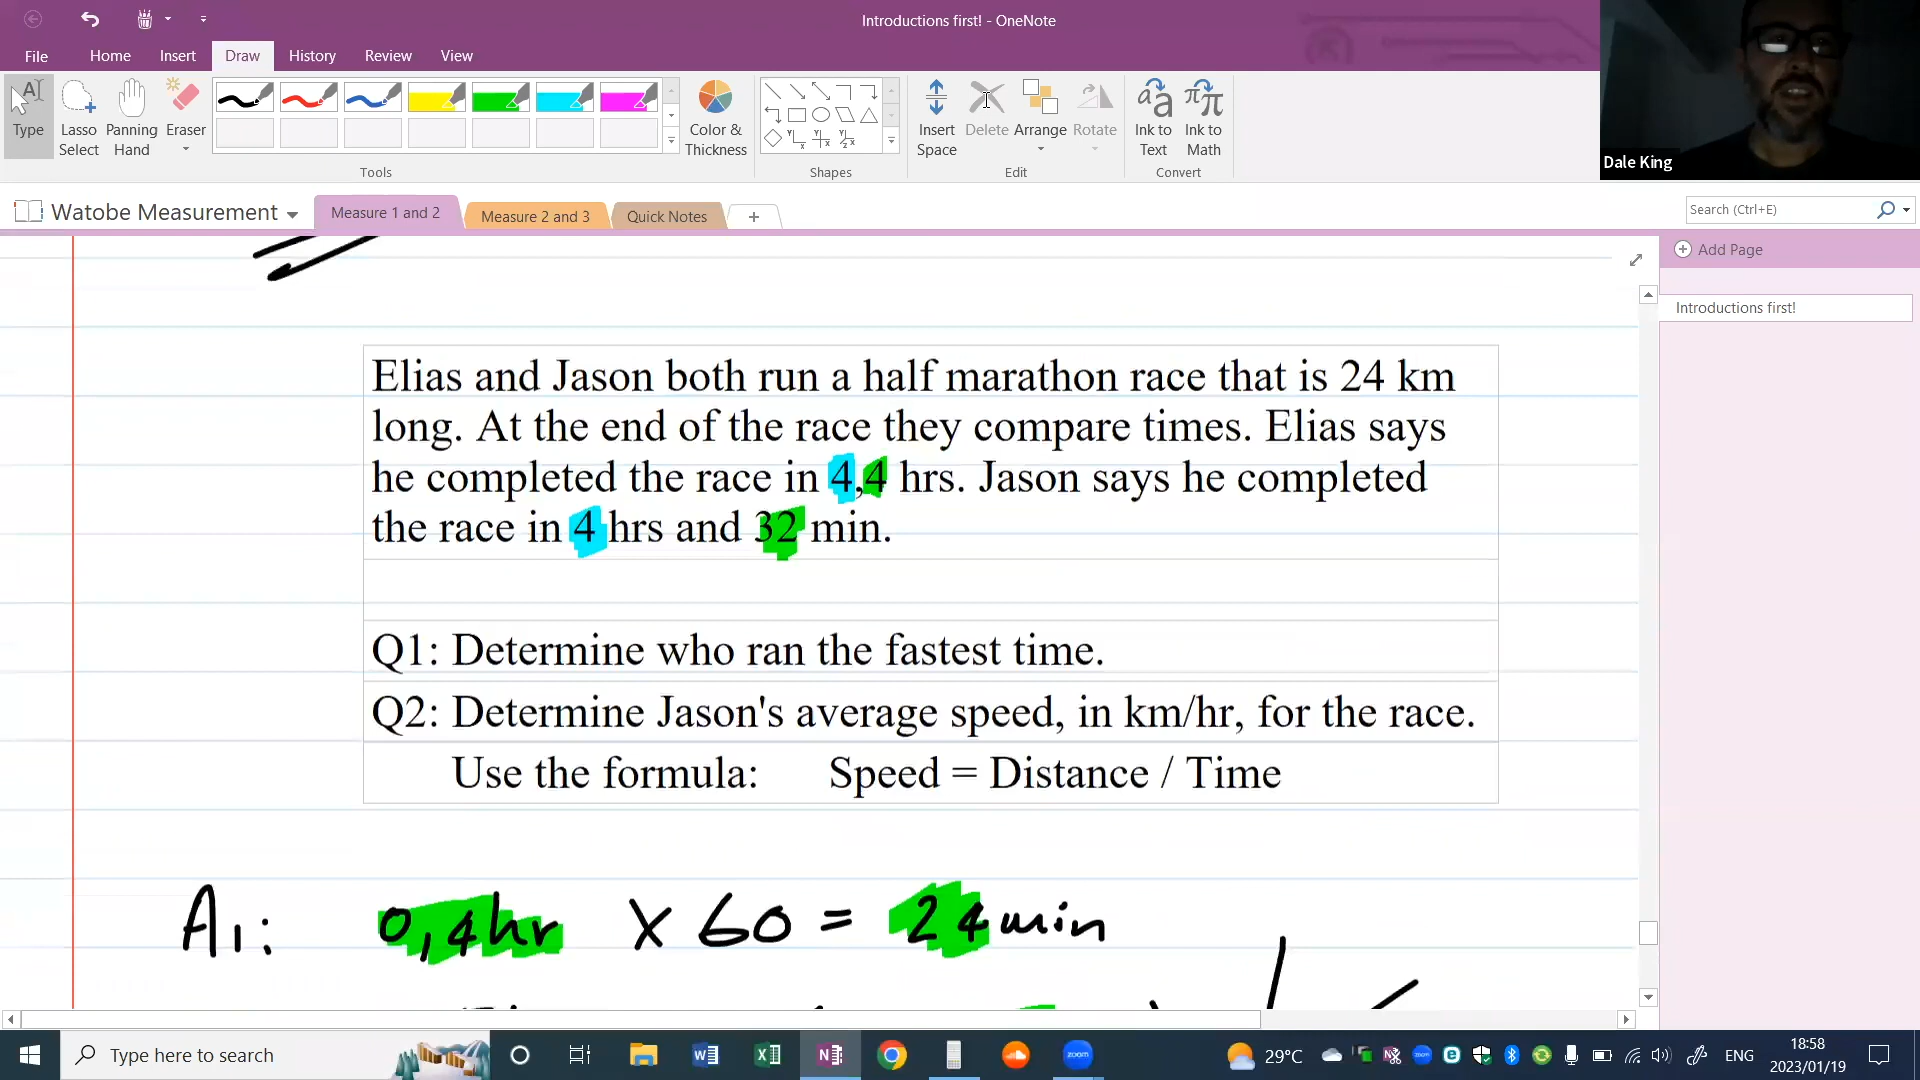 Introductions first! - OneNote
File Home Insert Draw History Review View
Type
Lasso Select
Panning Hand
Eraser
Color & Thickness
Insert Space
Delete
Arrange
Rotate
Ink to Text
Ink to Math
Tools
Shapes
Edit
Convert
Dale King
Watobe Measurement
Measure 1 and 2
Measure 2 and 3
Quick Notes
Search (Ctrl+E)
Add Page
Introductions first!
Elias and Jason both run a half marathon race that is 24 km
long. At the end of the race they compare times. Elias says
he completed the race in 4,4 hrs. Jason says he completed
the race in 4 hrs and 32 min.
Q1: Determine who ran the fastest time.
Q2: Determine Jason's average speed, in km/hr, for the race.
Use the formula: Speed = Distance / Time
A1: 0,4hr x 60 = 24min
Type here to search
29°C
ENG
18:58
2023/01/19